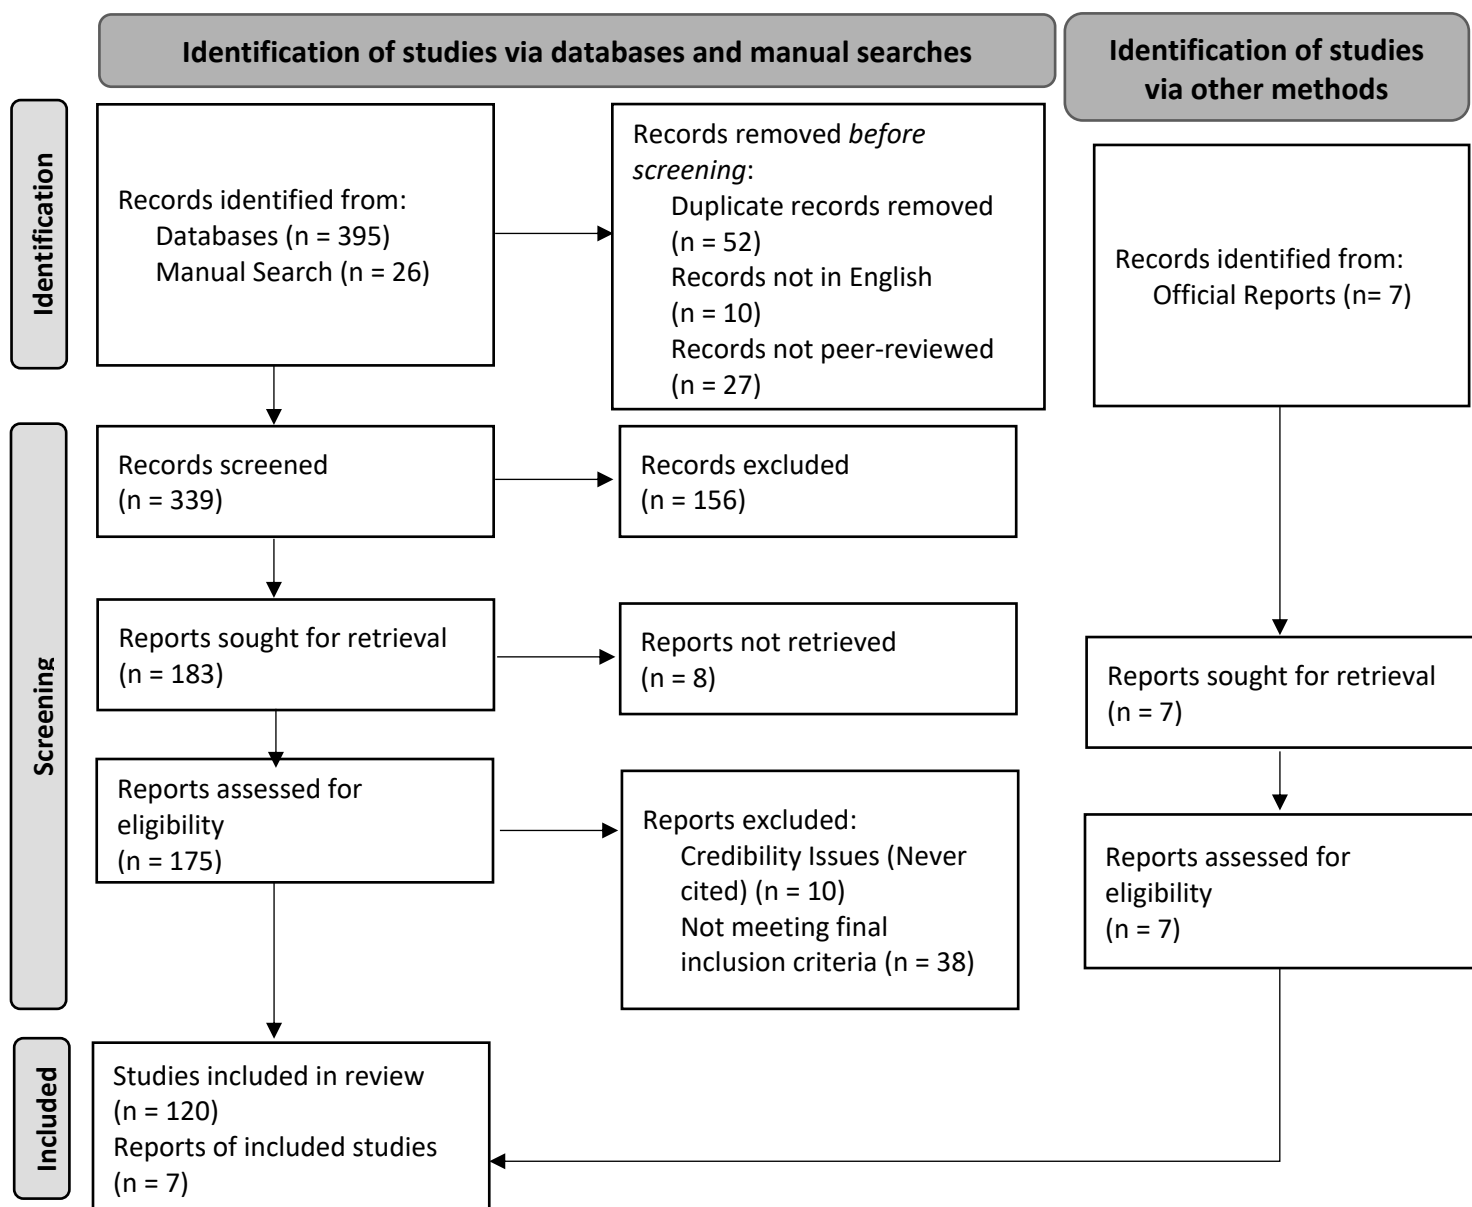 Identification of studies via databases and manual searches
Identification of studies
via other methods
Identification
Records identified from:
Databases (n = 395)
Manual Search (n = 26)
Records removed before
screening:
Duplicate records removed
(n = 52)
Records not in English
(n = 10)
Records not peer-reviewed
(n = 27)
Records identified from:
Official Reports (n= 7)
Screening
Records screened
(n = 339)
Records excluded
(n = 156)
Reports sought for retrieval
(n = 183)
Reports not retrieved
(n = 8)
Reports sought for retrieval
(n = 7)
Reports assessed for
eligibility
(n = 175)
Reports excluded:
Credibility Issues (Never
cited) (n = 10)
Not meeting final
inclusion criteria (n = 38)
Reports assessed for
eligibility
(n = 7)
Included
Studies included in review
(n = 120)
Reports of included studies
(n = 7)